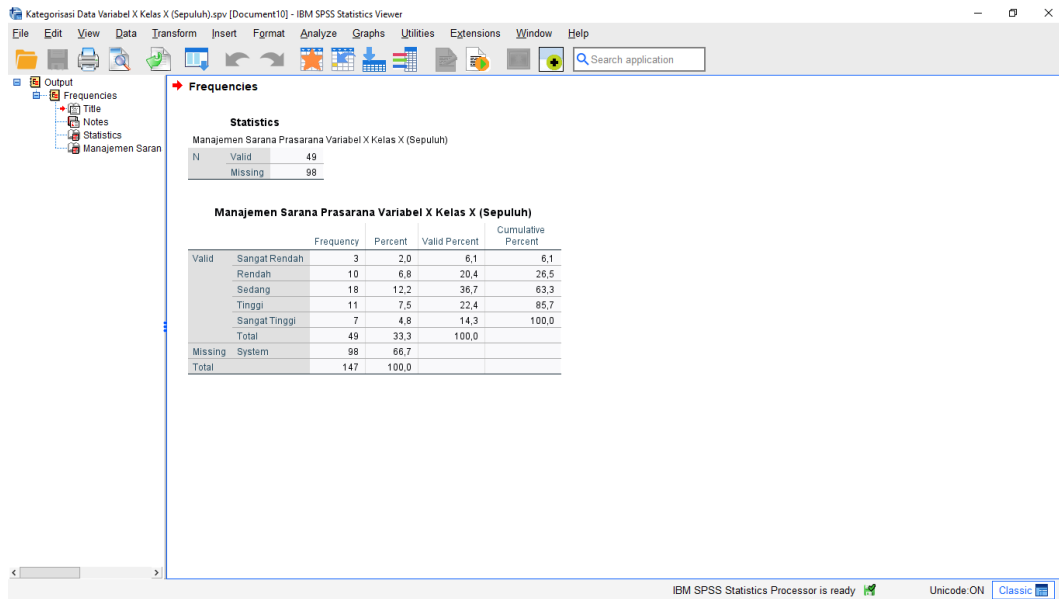 Kategorisasi Data Variabel X Kelas X (Sepuluh).spv [Document10] - IBM SPSS Statistics Viewer
File Edit View Data Transform Insert Format Analyze Graphs Utilities Extensions Window Help
Search application
Output
Frequencies
Title
Notes
Statistics
Manajemen Saran
Frequencies
Statistics
Manajemen Sarana Prasarana Variabel X Kelas X (Sepuluh)
N Valid 49
Missing 98
Manajemen Sarana Prasarana Variabel X Kelas X (Sepuluh)
Frequency Percent Valid Percent Cumulative Percent
Valid Sangat Rendah 3 2,0 6,1 6,1
Rendah 10 6,8 20,4 26,5
Sedang 18 12,2 36,7 63,3
Tinggi 11 7,5 22,4 85,7
Sangat Tinggi 7 4,8 14,3 100,0
Total 49 33,3 100,0
Missing System 98 66,7
Total 147 100,0
IBM SPSS Statistics Processor is ready Unicode:ON Classic